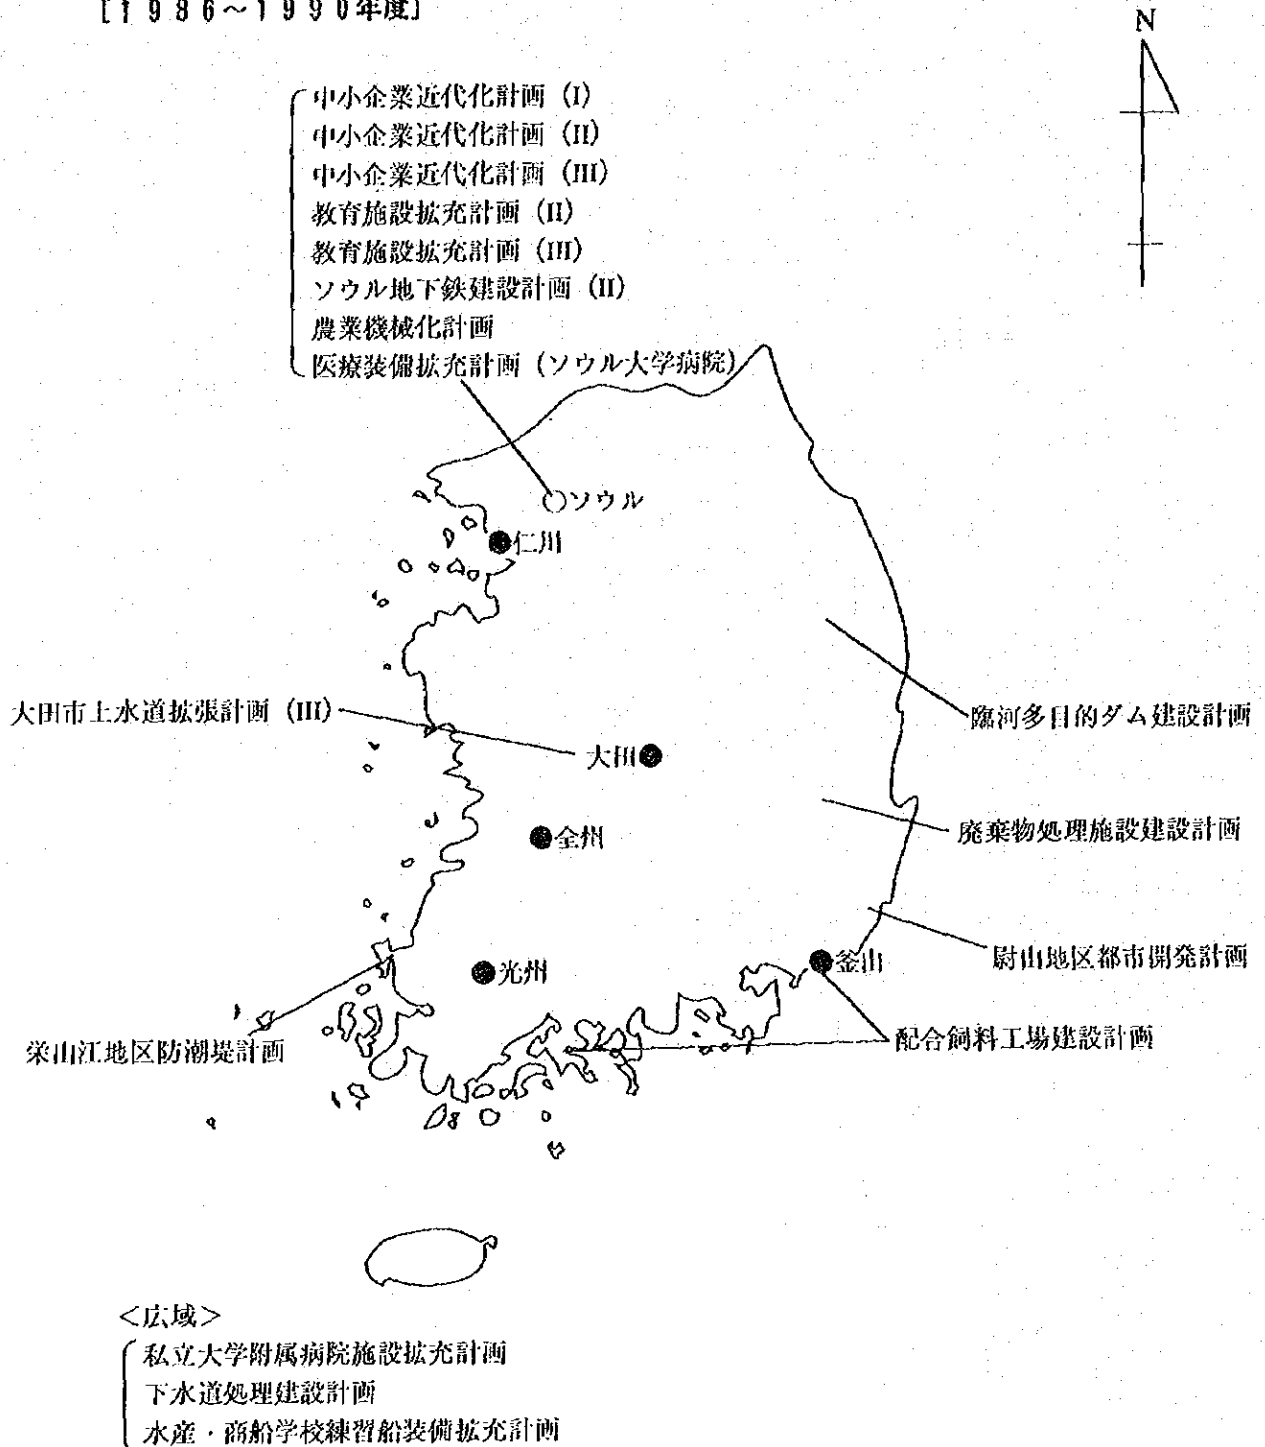 [1986〜1990年度]
N
中小企業近代化計画 (I)
中小企業近代化計画 (II)
中小企業近代化計画 (III)
教育施設拡充計画 (II)
教育施設拡充計画 (III)
ソウル地下鉄建設計画 (II)
農業機械化計画
医療装備拡充計画 (ソウル大学病院)
ソウル
仁川
大田市上水道拡張計画 (III)
臨河多目的ダム建設計画
大田
廃棄物処理施設建設計画
全州
尉山地区都市開発計画
釜山
光州
栄山江地区防潮堤計画
配合飼料工場建設計画
<広域>
私立大学附属病院施設拡充計画
下水道処理建設計画
水産・商船学校練習船装備拡充計画